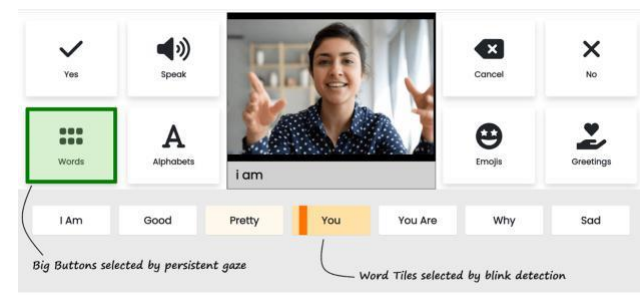 Yes
Speak
Cancel
No
Words
Alphabets
i am
Emojis
Greetings
I Am
Good
Pretty
You
You Are
Why
Sad
Big Buttons selected by persistent gaze
Word Tiles selected by blink detection